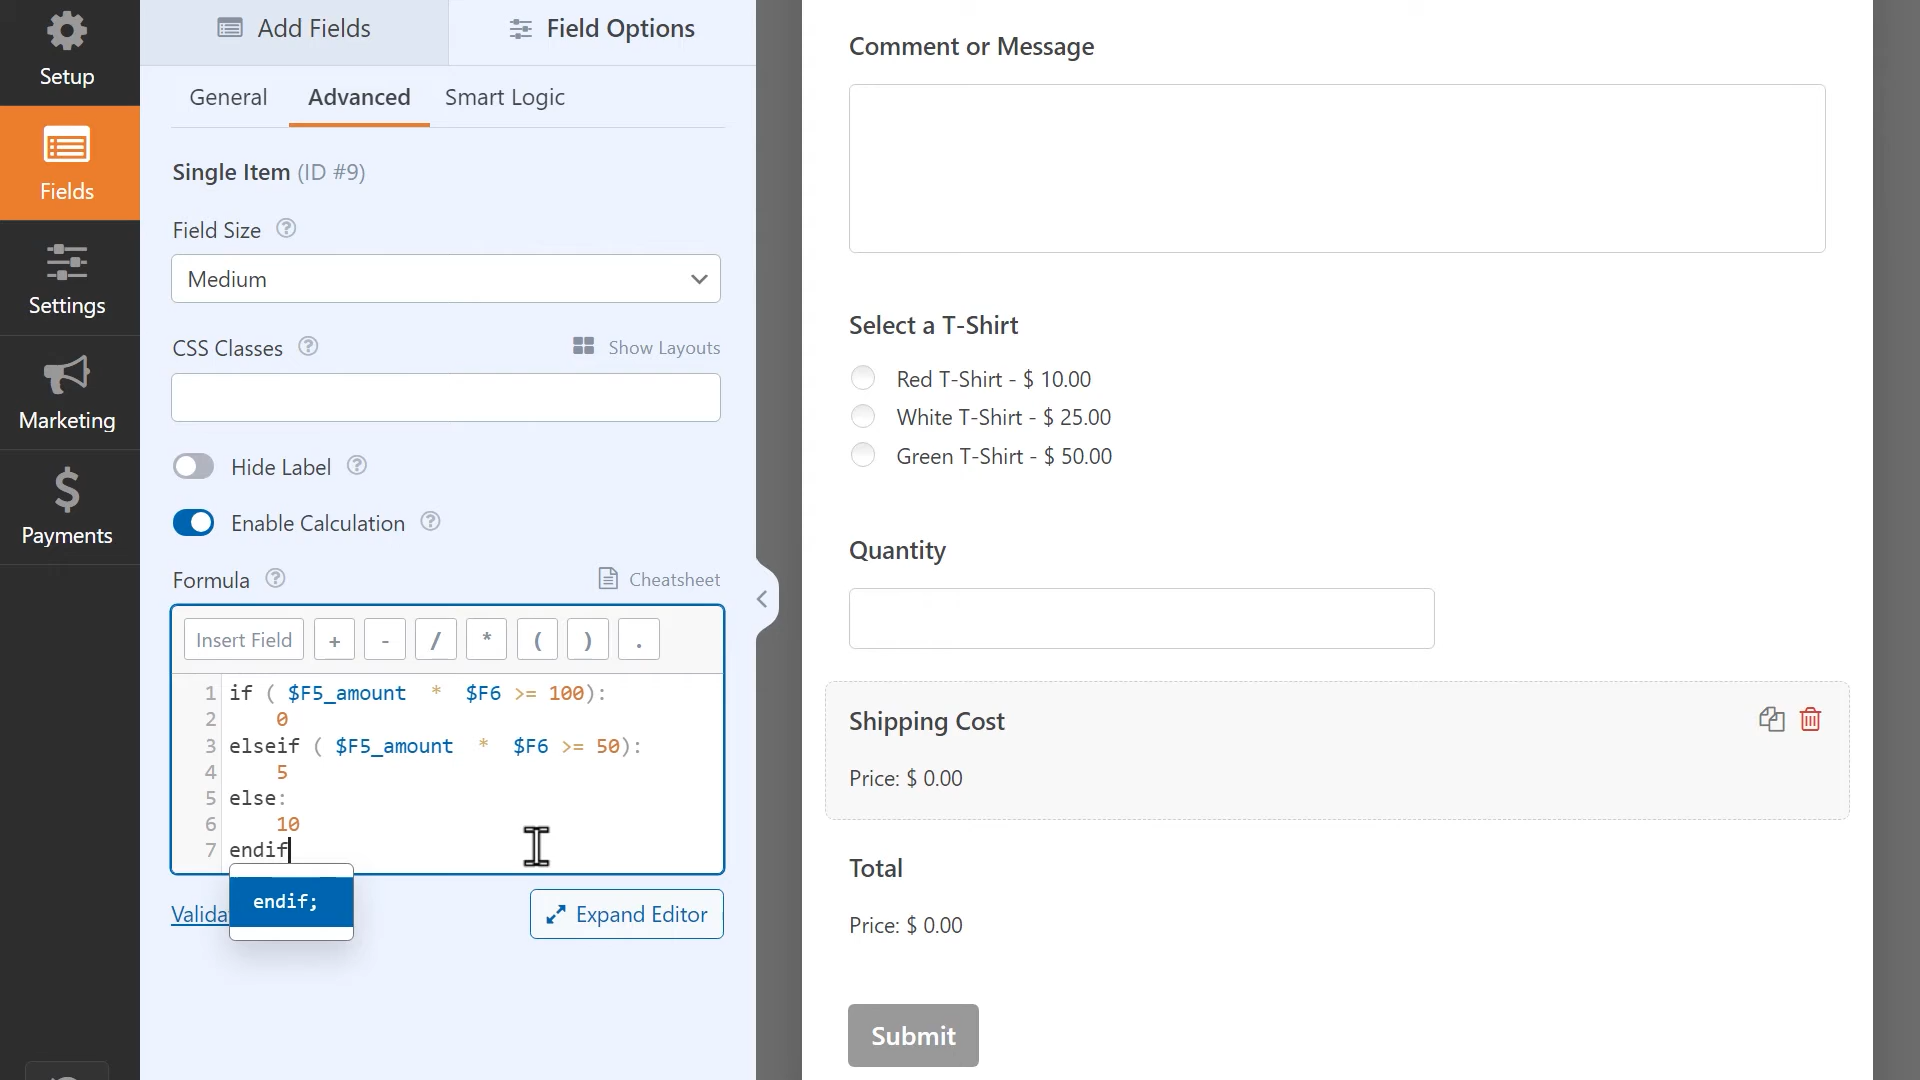 Setup
Fields
Settings
Marketing
Payments
Add Fields
Field Options
General
Advanced
Smart Logic
Single Item (ID #9)
Field Size
Medium
CSS Classes
Show Layouts
Hide Label
Enable Calculation
Formula
Cheatsheet
Insert Field + - / * ( ) .
1 if ( $F5_amount * $F6 >= 100):
2 0
3 elseif ( $F5_amount * $F6 >= 50):
4 5
5 else:
6 10
7 endif
endif;
Expand Editor
Comment or Message
Select a T-Shirt
Red T-Shirt - $ 10.00
White T-Shirt - $ 25.00
Green T-Shirt - $ 50.00
Quantity
Shipping Cost
Price: $ 0.00
Total
Price: $ 0.00
Submit